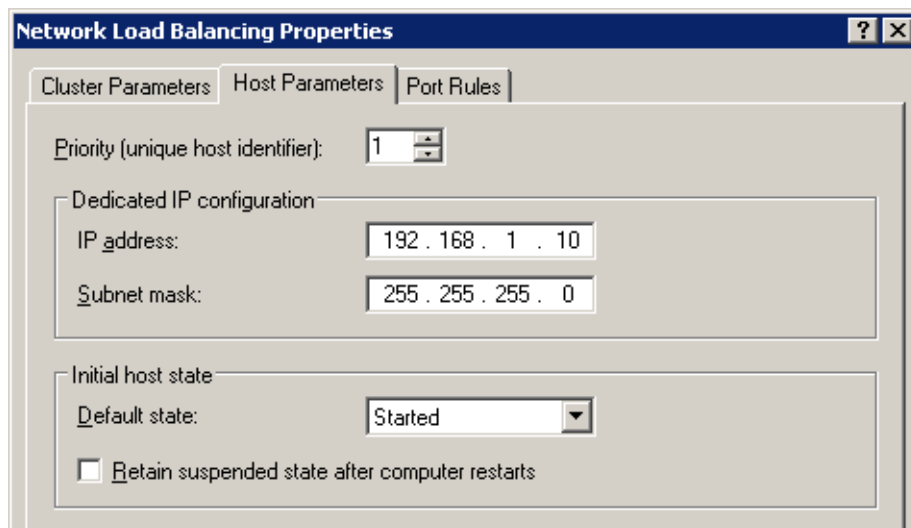 Network Load Balancing Properties
Cluster Parameters Host Parameters Port Rules
Priority (unique host identifier): 1
Dedicated IP configuration
IP address: 192 . 168 . 1 . 10
Subnet mask: 255 . 255 . 255 . 0
Initial host state
Default state: Started
Retain suspended state after computer restarts